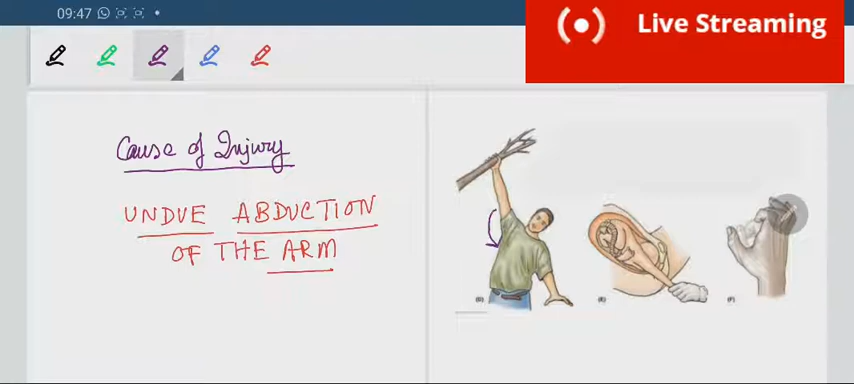 09:47
Live Streaming
Cause of Injury
UNDUE ABDUCTION
OF THE ARM
(D) (E) (F)